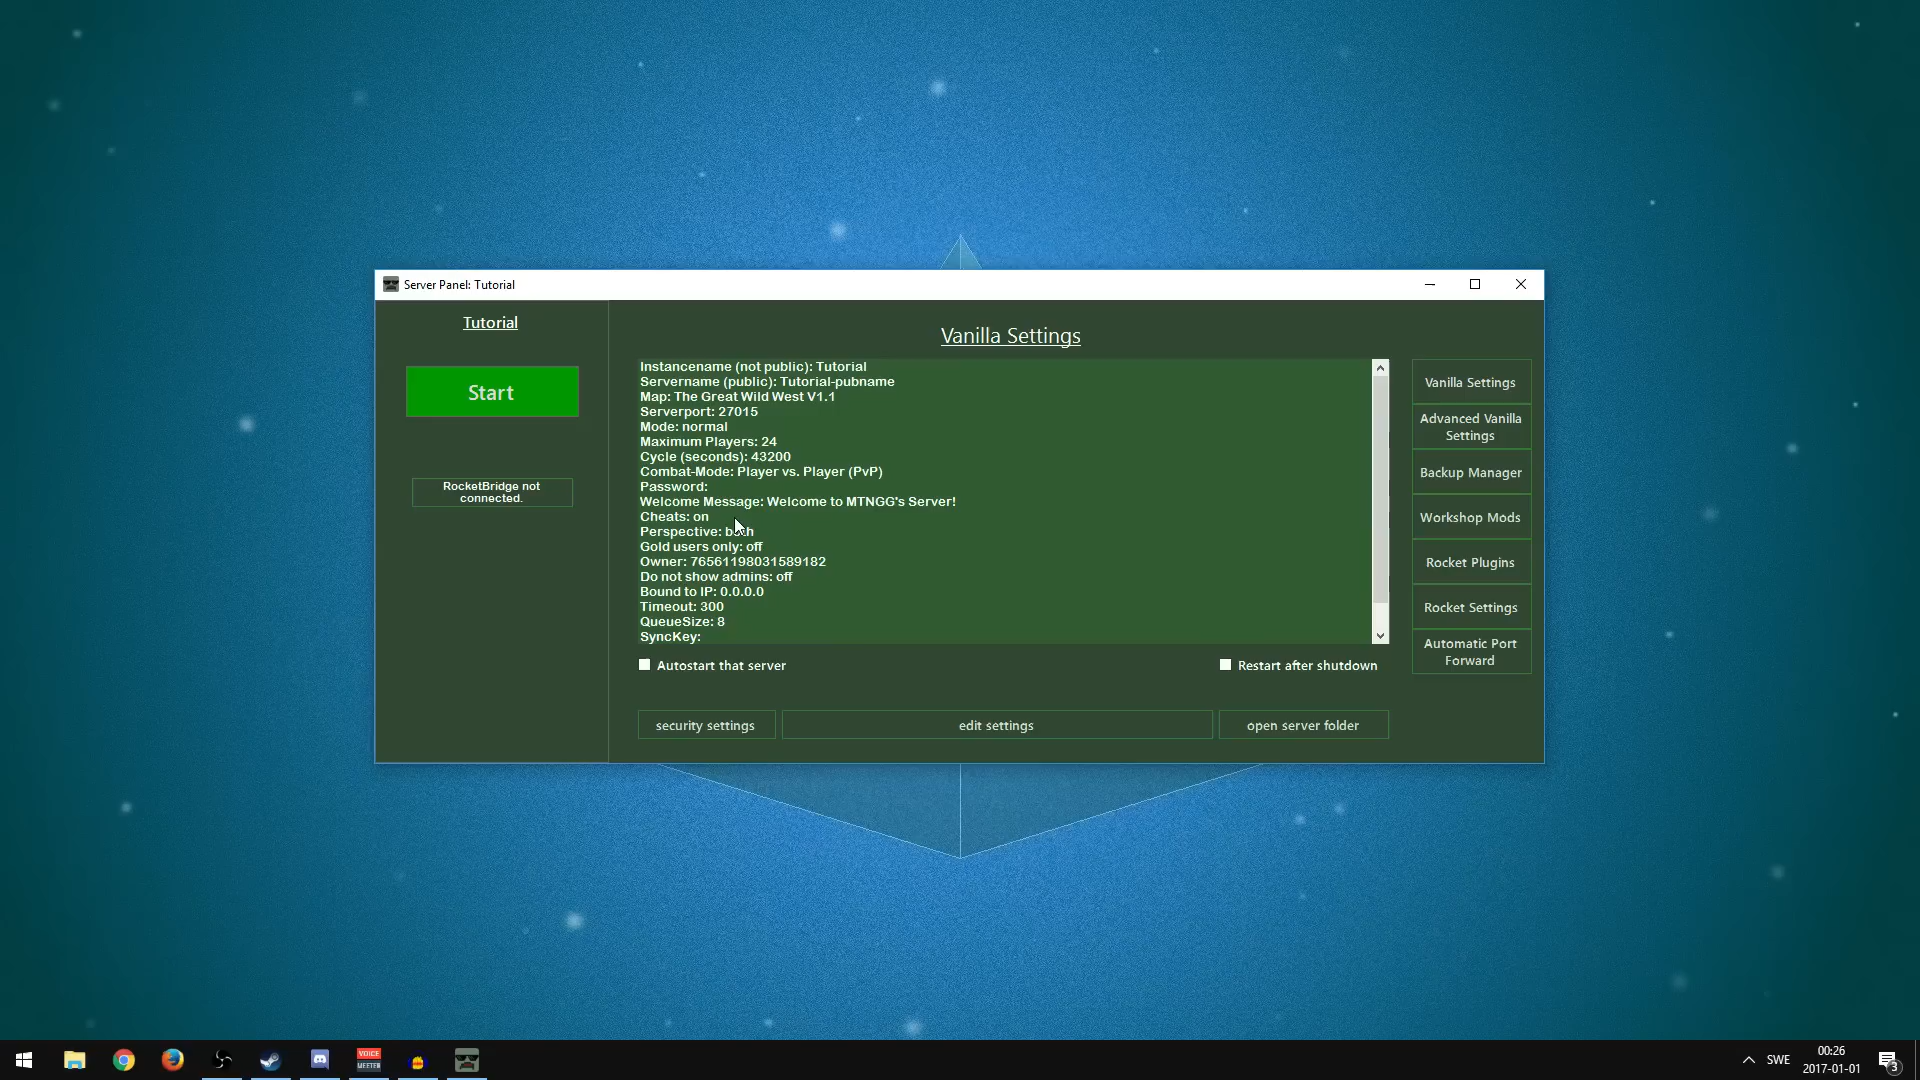 Server Panel: Tutorial
Tutorial
Start
RocketBridge not
connected.
Vanilla Settings
Instancename (not public): Tutorial
Servername (public): Tutorial-pubname
Map: The Great Wild West V1.1
Serverport: 27015
Mode: normal
Maximum Players: 24
Cycle (seconds): 43200
Combat-Mode: Player vs. Player (PvP)
Password:
Welcome Message: Welcome to MTNGG's Server!
Cheats: on
Perspective: both
Gold users only: off
Owner: 76561198031589182
Do not show admins: off
Bound to IP: 0.0.0.0
Timeout: 300
QueueSize: 8
SyncKey:
Autostart that server
Restart after shutdown
security settings
edit settings
open server folder
Vanilla Settings
Advanced Vanilla
Settings
Backup Manager
Workshop Mods
Rocket Plugins
Rocket Settings
Automatic Port
Forward
VOICE
MEETER
SWE
00:26
2017-01-01
3